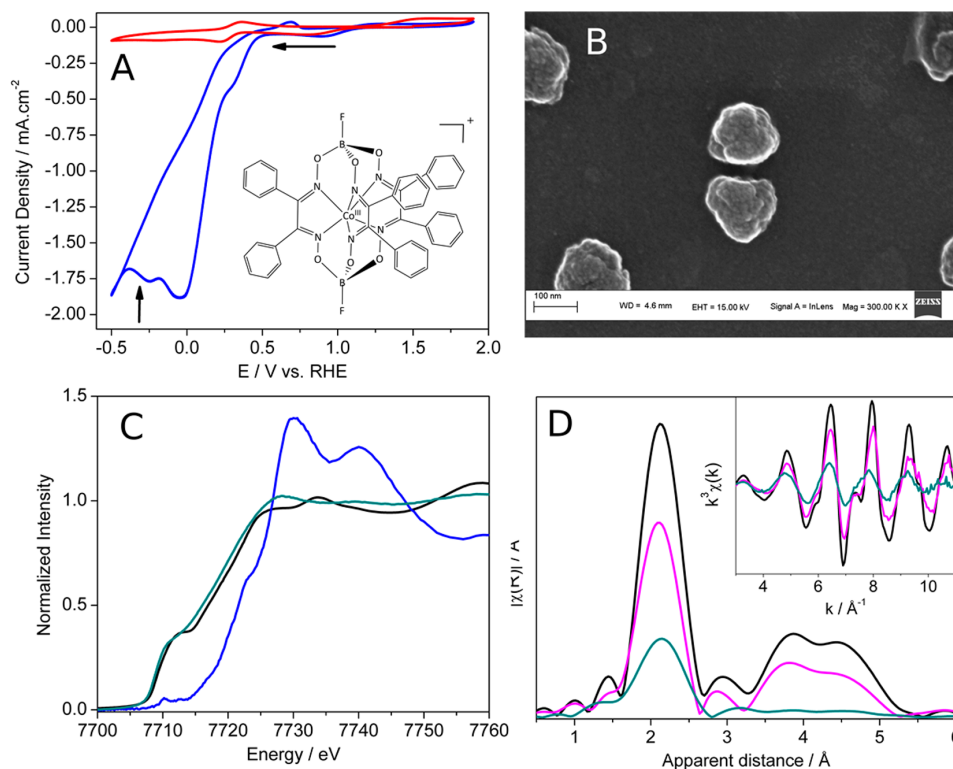 A
0.00
-0.25
-0.50
-0.75
-1.00
-1.25
-1.50
-1.75
-2.00
Current Density / mA.cm-2
-0.5 0.0 0.5 1.0 1.5 2.0
E / V vs. RHE
F
B
O O O
N N N
CoIII
N N N
O O O
B
F
+
B
100 nm
WD = 4.6 mm EHT = 15.00 kV Signal A = InLens Mag = 300.00 K X
ZEISS
C
1.5
1.0
0.5
0.0
Normalized Intensity
7700 7710 7720 7730 7740 7750 7760
Energy / eV
D
|χ(R)| / Å
1 2 3 4 5 6
Apparent distance / Å
k3χ(k)
4 6 8 10
k / Å-1